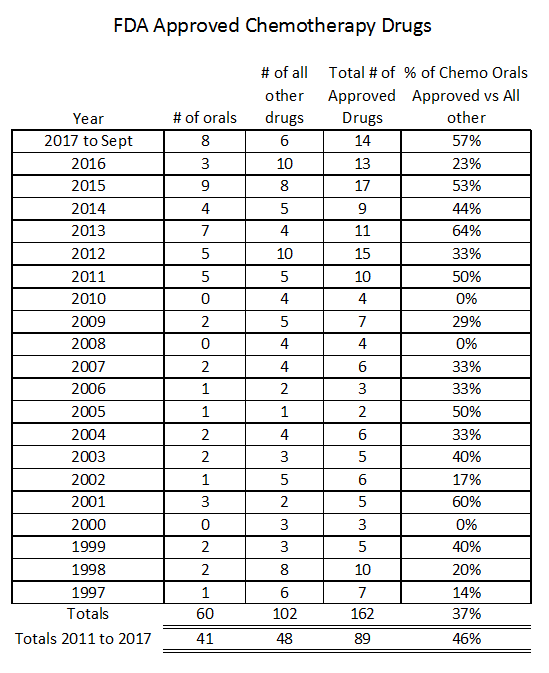 FDA Approved Chemotherapy Drugs
# of all Total # of % of Chemo Orals
other Approved Approved vs All
Year # of orals drugs Drugs other
2017 to Sept 8 6 14 57%
2016 3 10 13 23%
2015 9 8 17 53%
2014 4 5 9 44%
2013 7 4 11 64%
2012 5 10 15 33%
2011 5 5 10 50%
2010 0 4 4 0%
2009 2 5 7 29%
2008 0 4 4 0%
2007 2 4 6 33%
2006 1 2 3 33%
2005 1 1 2 50%
2004 2 4 6 33%
2003 2 3 5 40%
2002 1 5 6 17%
2001 3 2 5 60%
2000 0 3 3 0%
1999 2 3 5 40%
1998 2 8 10 20%
1997 1 6 7 14%
Totals 60 102 162 37%
Totals 2011 to 2017 41 48 89 46%